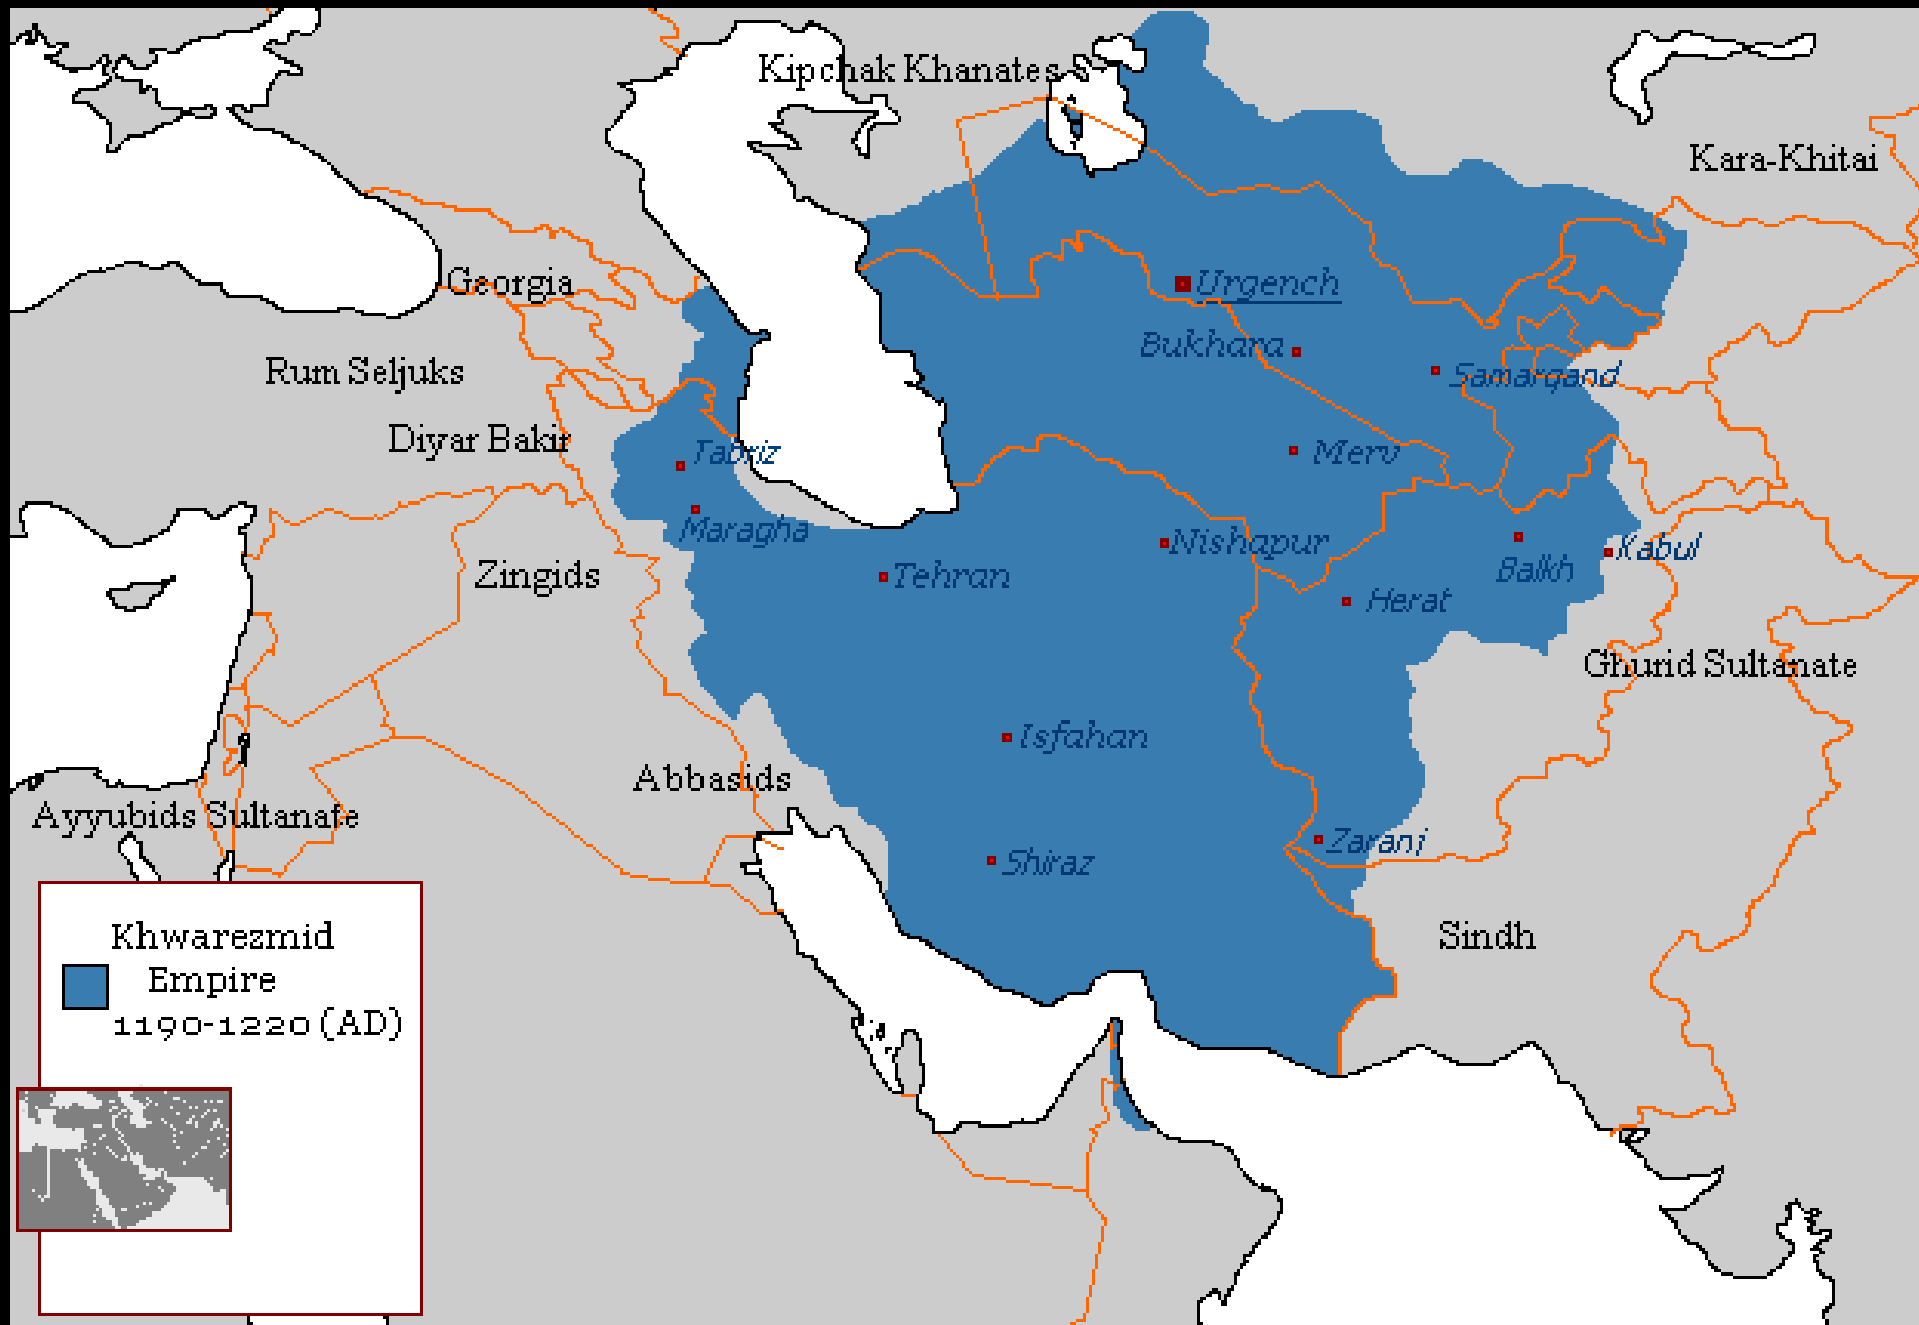 Kipchak Khanates
Kara-Khitai
Georgia
Urgench
Bukhara
Rum Seljuks
Samarqand
Diyar Bakir
Tabriz
Merv
Maragha
Nishapur
Kabul
Balkh
Zingids
Tehran
Herat
Ghurid Sultanate
Isfahan
Abbasids
Ayyubids Sultanate
Zaranj
Shiraz
Sindh
Khwarezmid
Empire
1190-1220 (AD)